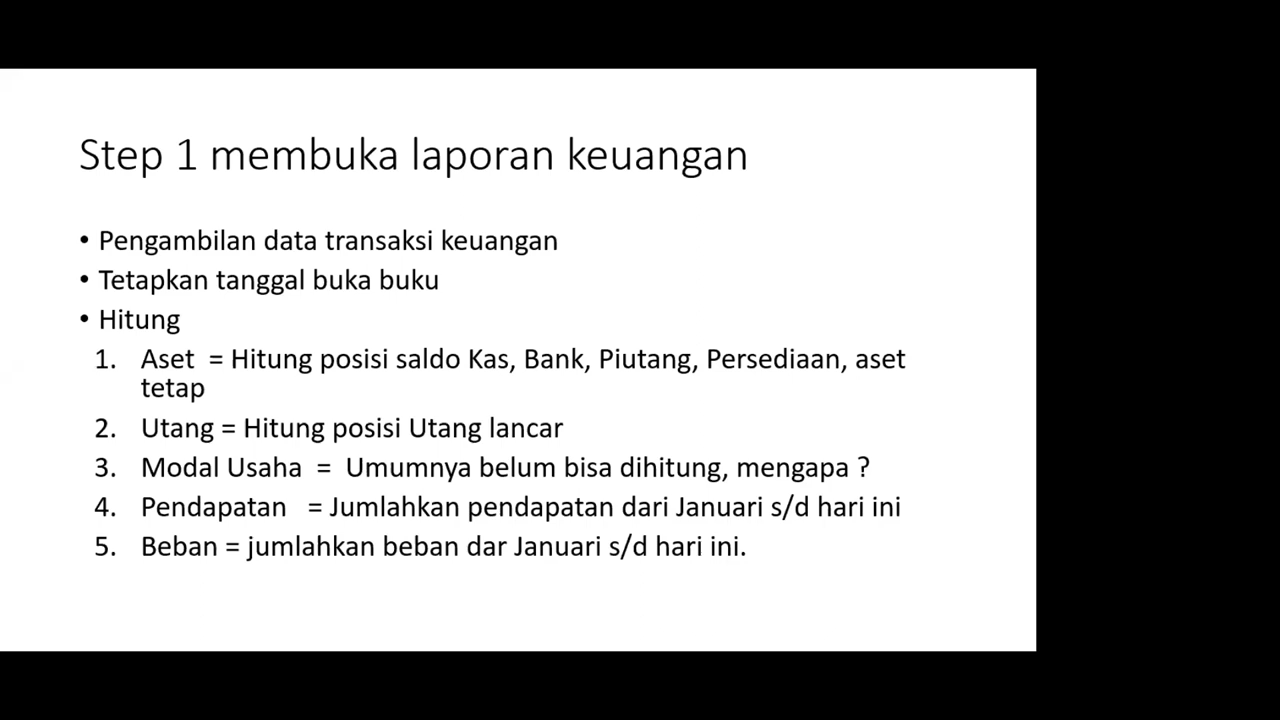 Step 1 membuka laporan keuangan
• Pengambilan data transaksi keuangan
• Tetapkan tanggal buka buku
• Hitung
1. Aset = Hitung posisi saldo Kas, Bank, Piutang, Persediaan, aset
tetap
2. Utang = Hitung posisi Utang lancar
3. Modal Usaha = Umumnya belum bisa dihitung, mengapa ?
4. Pendapatan = Jumlahkan pendapatan dari Januari s/d hari ini
5. Beban = jumlahkan beban dar Januari s/d hari ini.